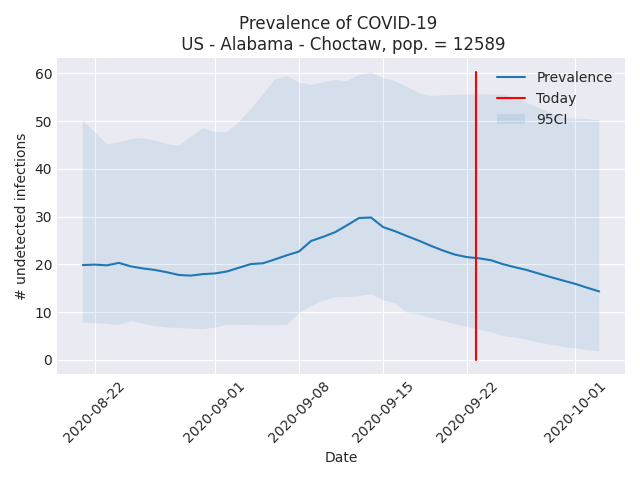 Prevalence of COVID-19
US - Alabama - Choctaw, pop. = 12589
# undetected infections
60
50
40
30
20
10
0
Prevalence
Today
95CI
2020-08-22
2020-09-01
2020-09-08
2020-09-15
2020-09-22
2020-10-01
Date